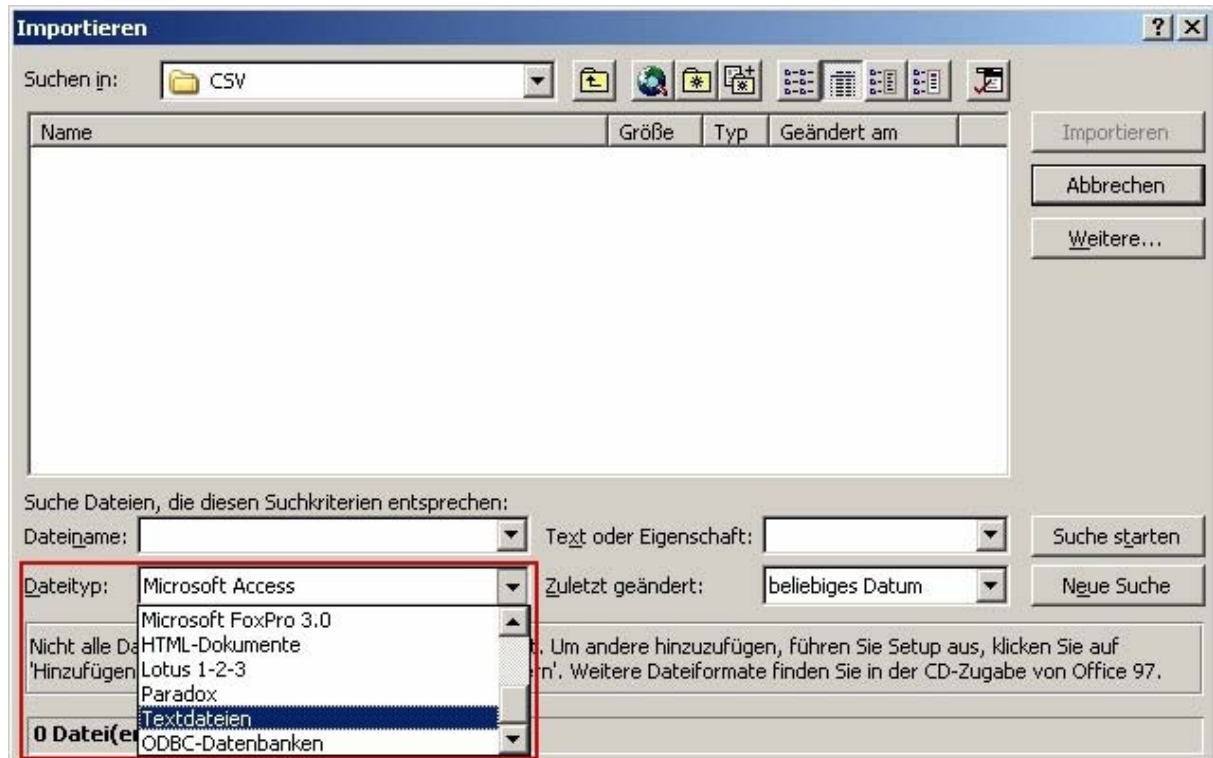 Importieren
Suchen in: CSV
Name Größe Typ Geändert am
Importieren
Abbrechen
Weitere...
Suche Dateien, die diesen Suchkriterien entsprechen:
Dateiname: Text oder Eigenschaft: Suche starten
Dateityp: Microsoft Access Zuletzt geändert: beliebiges Datum Neue Suche
Microsoft FoxPro 3.0
HTML-Dokumente
Lotus 1-2-3
Paradox
Textdateien
ODBC-Datenbanken
Nicht alle Da . Um andere hinzuzufügen, führen Sie Setup aus, klicken Sie auf
'Hinzufügen rn'. Weitere Dateiformate finden Sie in der CD-Zugabe von Office 97.
0 Datei(e